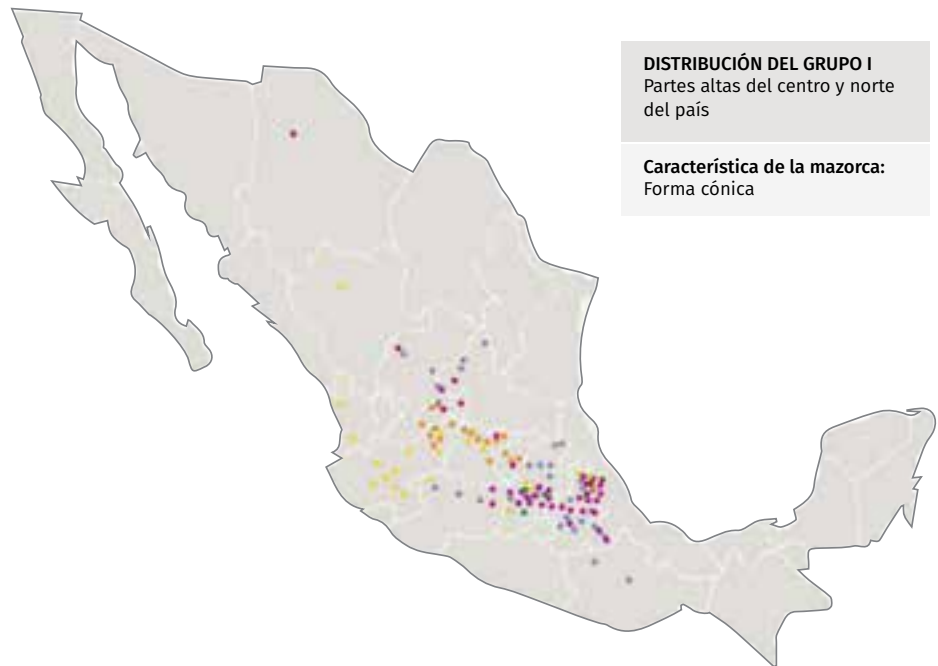 DISTRIBUCIÓN DEL GRUPO I
Partes altas del centro y norte
del país
Característica de la mazorca:
Forma cónica